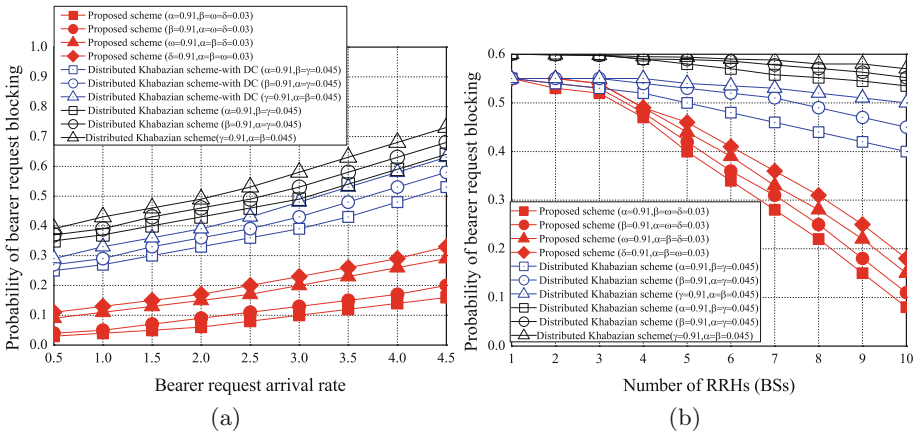 Proposed scheme (α=0.91,β=ω=δ=0.03)
Proposed scheme (β=0.91,α=ω=δ=0.03)
Proposed scheme (ω=0.91,α=β=δ=0.03)
Proposed scheme (δ=0.91,α=β=ω=0.03)
Distributed Khabazian scheme-with DC (α=0.91,β=γ=0.045)
Distributed Khabazian scheme-with DC (β=0.91,α=γ=0.045)
Distributed Khabazian scheme-with DC (γ=0.91,α=β=0.045)
Distributed Khabazian scheme (α=0.91,β=γ=0.045)
Distributed Khabazian scheme (β=0.91,α=γ=0.045)
Distributed Khabazian scheme(γ=0.91,α=β=0.045)
Probability of bearer request blocking
1.0
0.9
0.8
0.7
0.6
0.5
0.4
0.3
0.2
0.1
0.0
0.5 1.0 1.5 2.0 2.5 3.0 3.5 4.0 4.5
Bearer request arrival rate
(a)
Probability of bearer request blocking
0.6
0.5
0.4
0.3
0.2
0.1
0.0
Proposed scheme (α=0.91,β=ω=δ=0.03)
Proposed scheme (β=0.91,α=ω=δ=0.03)
Proposed scheme (ω=0.91,α=β=δ=0.03)
Proposed scheme (δ=0.91,α=β=ω=0.03)
Distributed Khabazian scheme (α=0.91,β=γ=0.045)
Distributed Khabazian scheme (β=0.91,α=γ=0.045)
Distributed Khabazian scheme (γ=0.91,α=β=0.045)
Distributed Khabazian scheme (α=0.91,β=γ=0.045)
Distributed Khabazian scheme (β=0.91,α=γ=0.045)
Distributed Khabazian scheme(γ=0.91,α=β=0.045)
1 2 3 4 5 6 7 8 9 10
Number of RRHs (BSs)
(b)